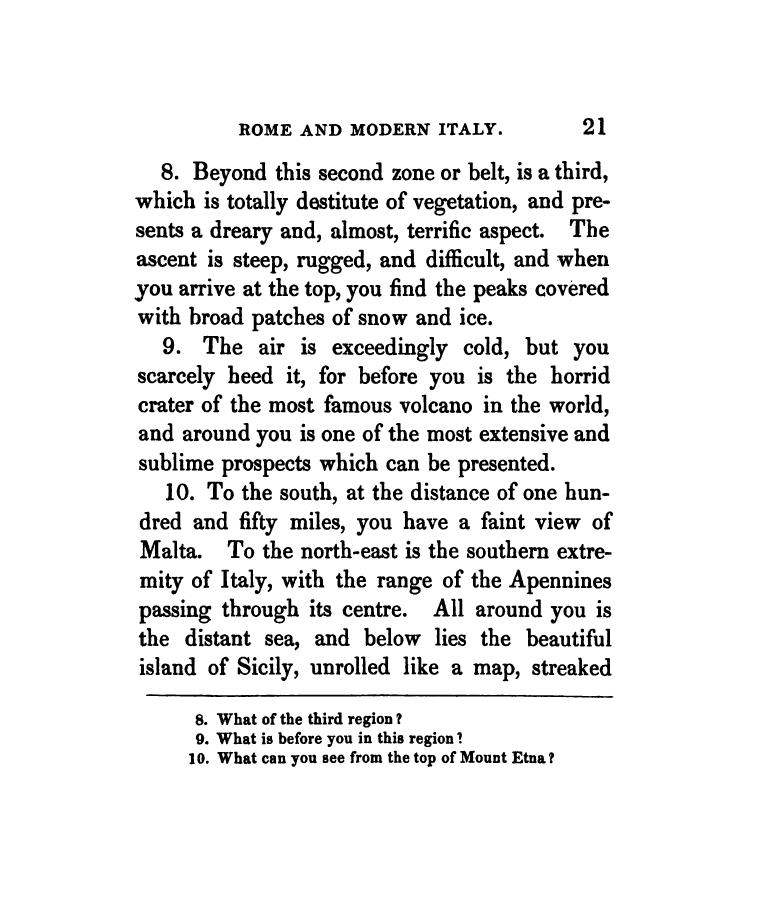 ROME AND MODERN ITALY. 21
8. Beyond this second zone or belt, is a third,
which is totally destitute of vegetation, and pre-
sents a dreary and, almost, terrific aspect. The
ascent is steep, rugged, and difficult, and when
you arrive at the top, you find the peaks covered
with broad patches of snow and ice.
9. The air is exceedingly cold, but you
scarcely heed it, for before you is the horrid
crater of the most famous volcano in the world,
and around you is one of the most extensive and
sublime prospects which can be presented.
10. To the south, at the distance of one hun-
dred and fifty miles, you have a faint view of
Malta. To the north-east is the southern extre-
mity of Italy, with the range of the Apennines
passing through its centre. All around you is
the distant sea, and below lies the beautiful
island of Sicily, unrolled like a map, streaked
8. What of the third region?
9. What is before you in this region?
10. What can you see from the top of Mount Etna?